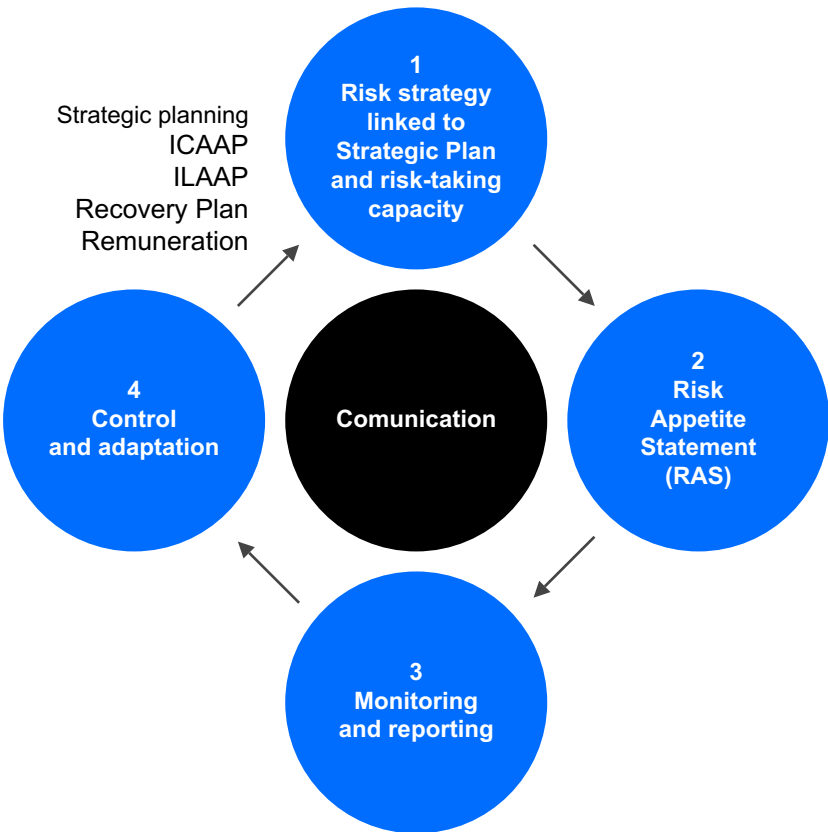 1
Risk strategy
linked to
Strategic Plan
and risk-taking
capacity
Strategic planning
ICAAP
ILAAP
Recovery Plan
Remuneration
2
Risk
Appetite
Statement
(RAS)
4
Control
and adaptation
Comunication
3
Monitoring
and reporting